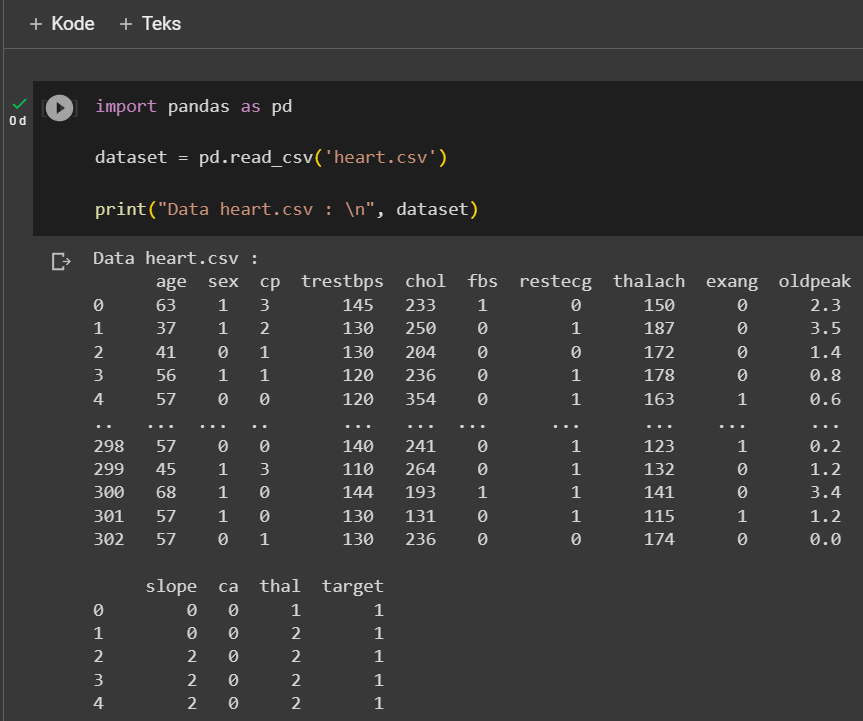 + Kode + Teks
0 d
import pandas as pd
dataset = pd.read_csv('heart.csv')
print("Data heart.csv : \n", dataset)
Data heart.csv :
age sex cp trestbps chol fbs restecg thalach exang oldpeak
0 63 1 3 145 233 1 0 150 0 2.3
1 37 1 2 130 250 0 1 187 0 3.5
2 41 0 1 130 204 0 0 172 0 1.4
3 56 1 1 120 236 0 1 178 0 0.8
4 57 0 0 120 354 0 1 163 1 0.6
.. ... ... .. ... ... ... ... ... ... ...
298 57 0 0 140 241 0 1 123 1 0.2
299 45 1 3 110 264 0 1 132 0 1.2
300 68 1 0 144 193 1 1 141 0 3.4
301 57 1 0 130 131 0 1 115 1 1.2
302 57 0 1 130 236 0 0 174 0 0.0
slope ca thal target
0 0 0 1 1
1 0 0 2 1
2 2 0 2 1
3 2 0 2 1
4 2 0 2 1